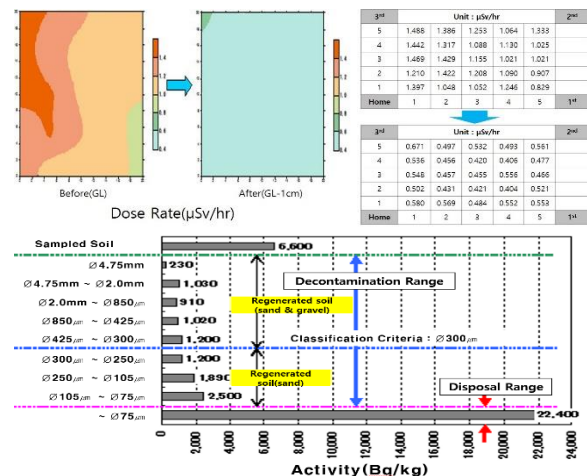 Before(GL)
After(GL-1cm)
Dose Rate(μSv/hr)
3rd Unit : μSv/hr 2nd
5 1.488 1.386 1.253 1.064 1.333
4 1.442 1.317 1.088 1.130 1.025
3 1.469 1.429 1.155 1.021 1.021
2 1.210 1.422 1.208 1.090 0.907
1 1.397 1.048 1.052 1.246 0.829
Home 1 2 3 4 5 1st
3rd Unit : μSv/hr 2nd
5 0.671 0.497 0.532 0.493 0.561
4 0.536 0.456 0.420 0.406 0.477
3 0.548 0.457 0.455 0.556 0.466
2 0.502 0.431 0.421 0.404 0.521
1 0.580 0.569 0.484 0.552 0.553
Home 1 2 3 4 5 1st
Sampled Soil 6,600
Ø4.75mm 230
Ø4.75mm ~ Ø2.0mm 1,030
Decontamination Range
Ø2.0mm ~ Ø850μm 910
Regenerated soil
(sand & gravel)
Ø850μm ~ Ø425μm 1,020
Ø425μm ~ Ø300μm 1,200
Classification Criteria : Ø300μm
Ø300μm ~ Ø250μm 1,200
Regenerated
soil(sand)
Ø250μm ~ Ø105μm 1,890
Ø105μm ~ Ø75μm 2,500
Disposal Range
~ Ø75μm 22,400
0 2,000 4,000 6,000 8,000 10,000 12,000 14,000 16,000 18,000 20,000 22,000 24,000
Activity(Bq/kg)